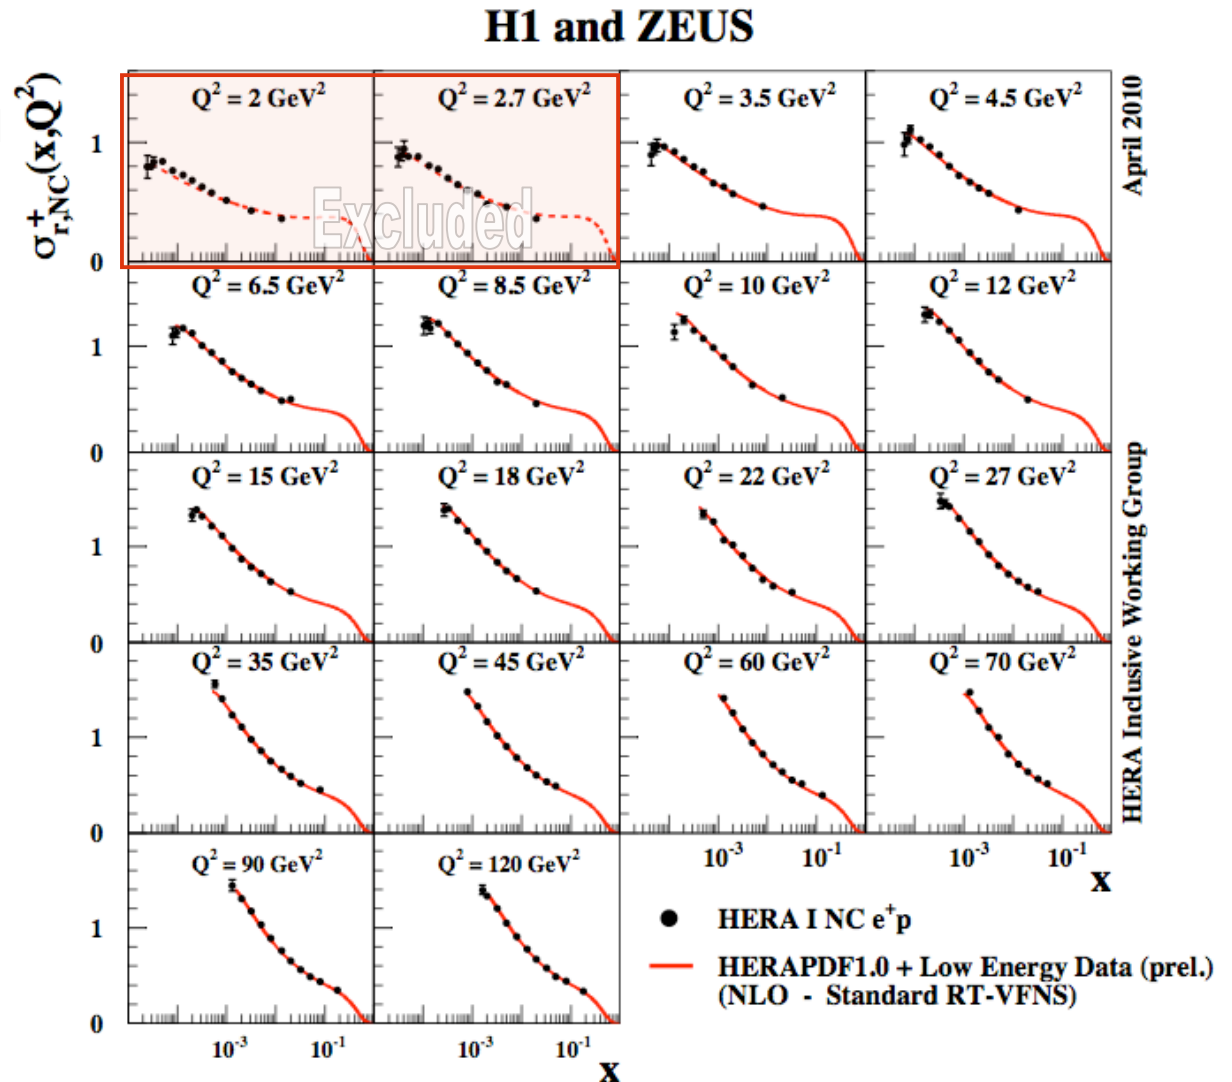 H1 and ZEUS
σ⁺r,NC(x,Q²)
Q² = 2 GeV²
Q² = 2.7 GeV²
Q² = 3.5 GeV²
Q² = 4.5 GeV²
1
0
Excluded
Q² = 6.5 GeV²
Q² = 8.5 GeV²
Q² = 10 GeV²
Q² = 12 GeV²
1
0
Q² = 15 GeV²
Q² = 18 GeV²
Q² = 22 GeV²
Q² = 27 GeV²
1
0
Q² = 35 GeV²
Q² = 45 GeV²
Q² = 60 GeV²
Q² = 70 GeV²
1
0
Q² = 90 GeV²
Q² = 120 GeV²
1
0
10⁻³ 10⁻¹
10⁻³ 10⁻¹
x
10⁻³ 10⁻¹
10⁻³ 10⁻¹
x
HERA I NC e⁺p
HERAPDF1.0 + Low Energy Data (prel.)
(NLO - Standard RT-VFNS)
April 2010
HERA Inclusive Working Group